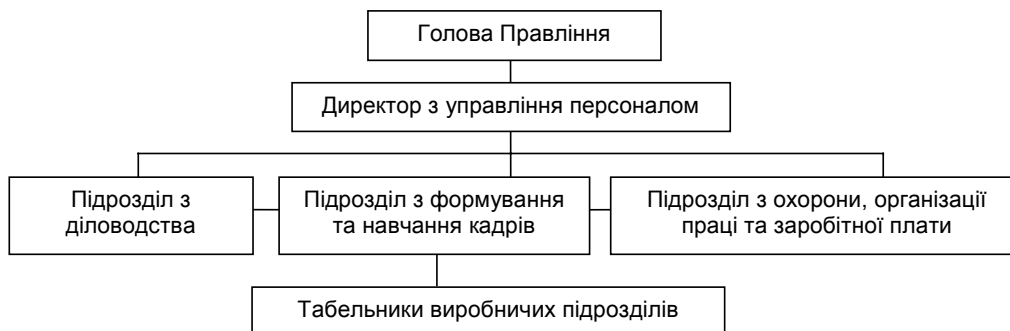 Голова Правління
Директор з управління персоналом
Підрозділ з
діловодства
Підрозділ з формування
та навчання кадрів
Підрозділ з охорони, організації
праці та заробітної плати
Табельники виробничих підрозділів